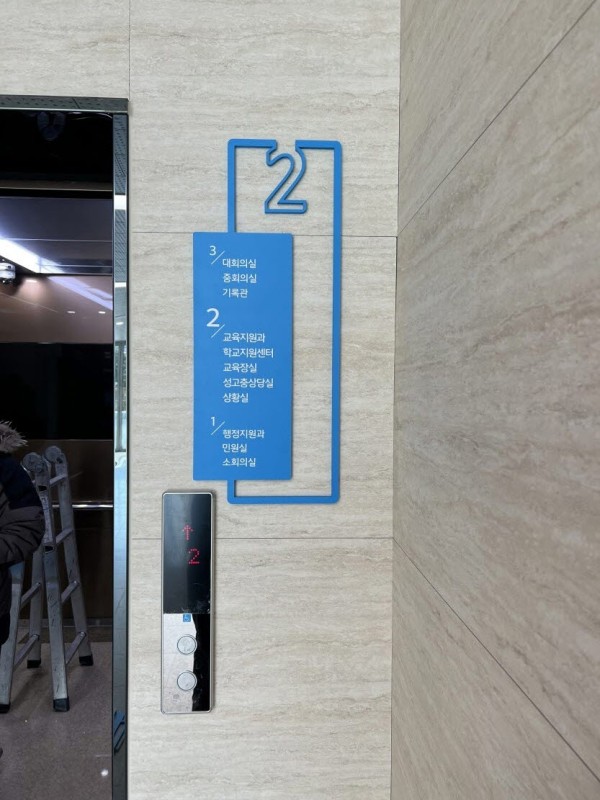 2
3
대회의실
중회의실
기록관
2
교육지원과
학교지원센터
교육장실
성고충상담실
상황실
1
행정지원과
민원실
소회의실
↑
2